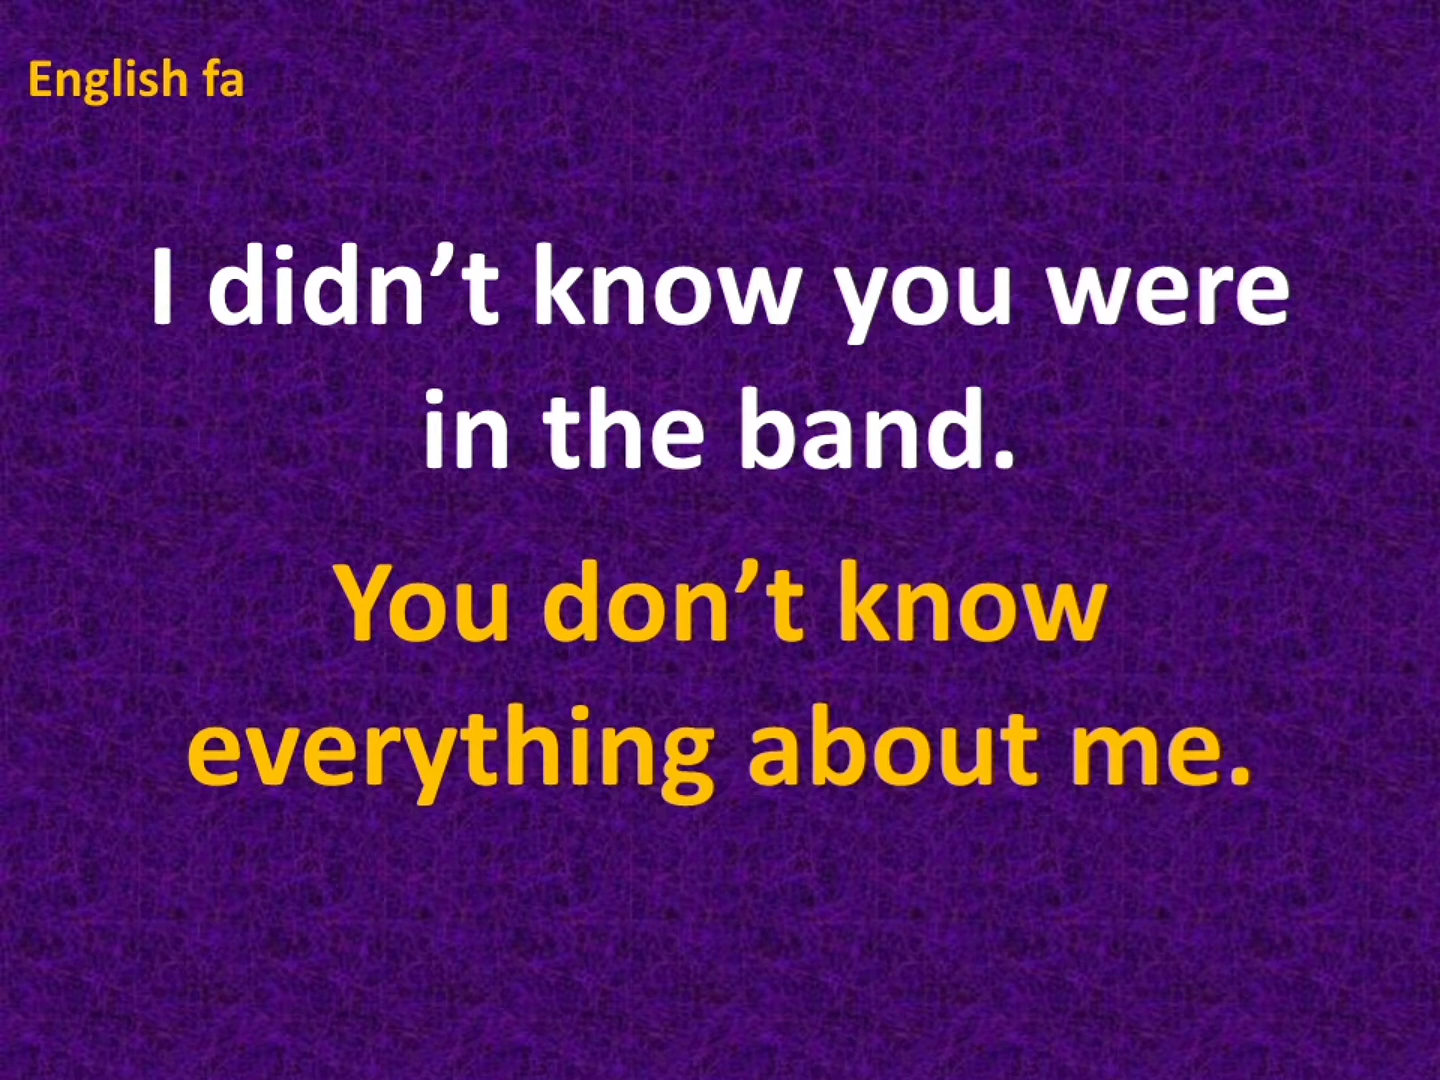 English fa
I didn’t know you were
in the band.
You don’t know
everything about me.